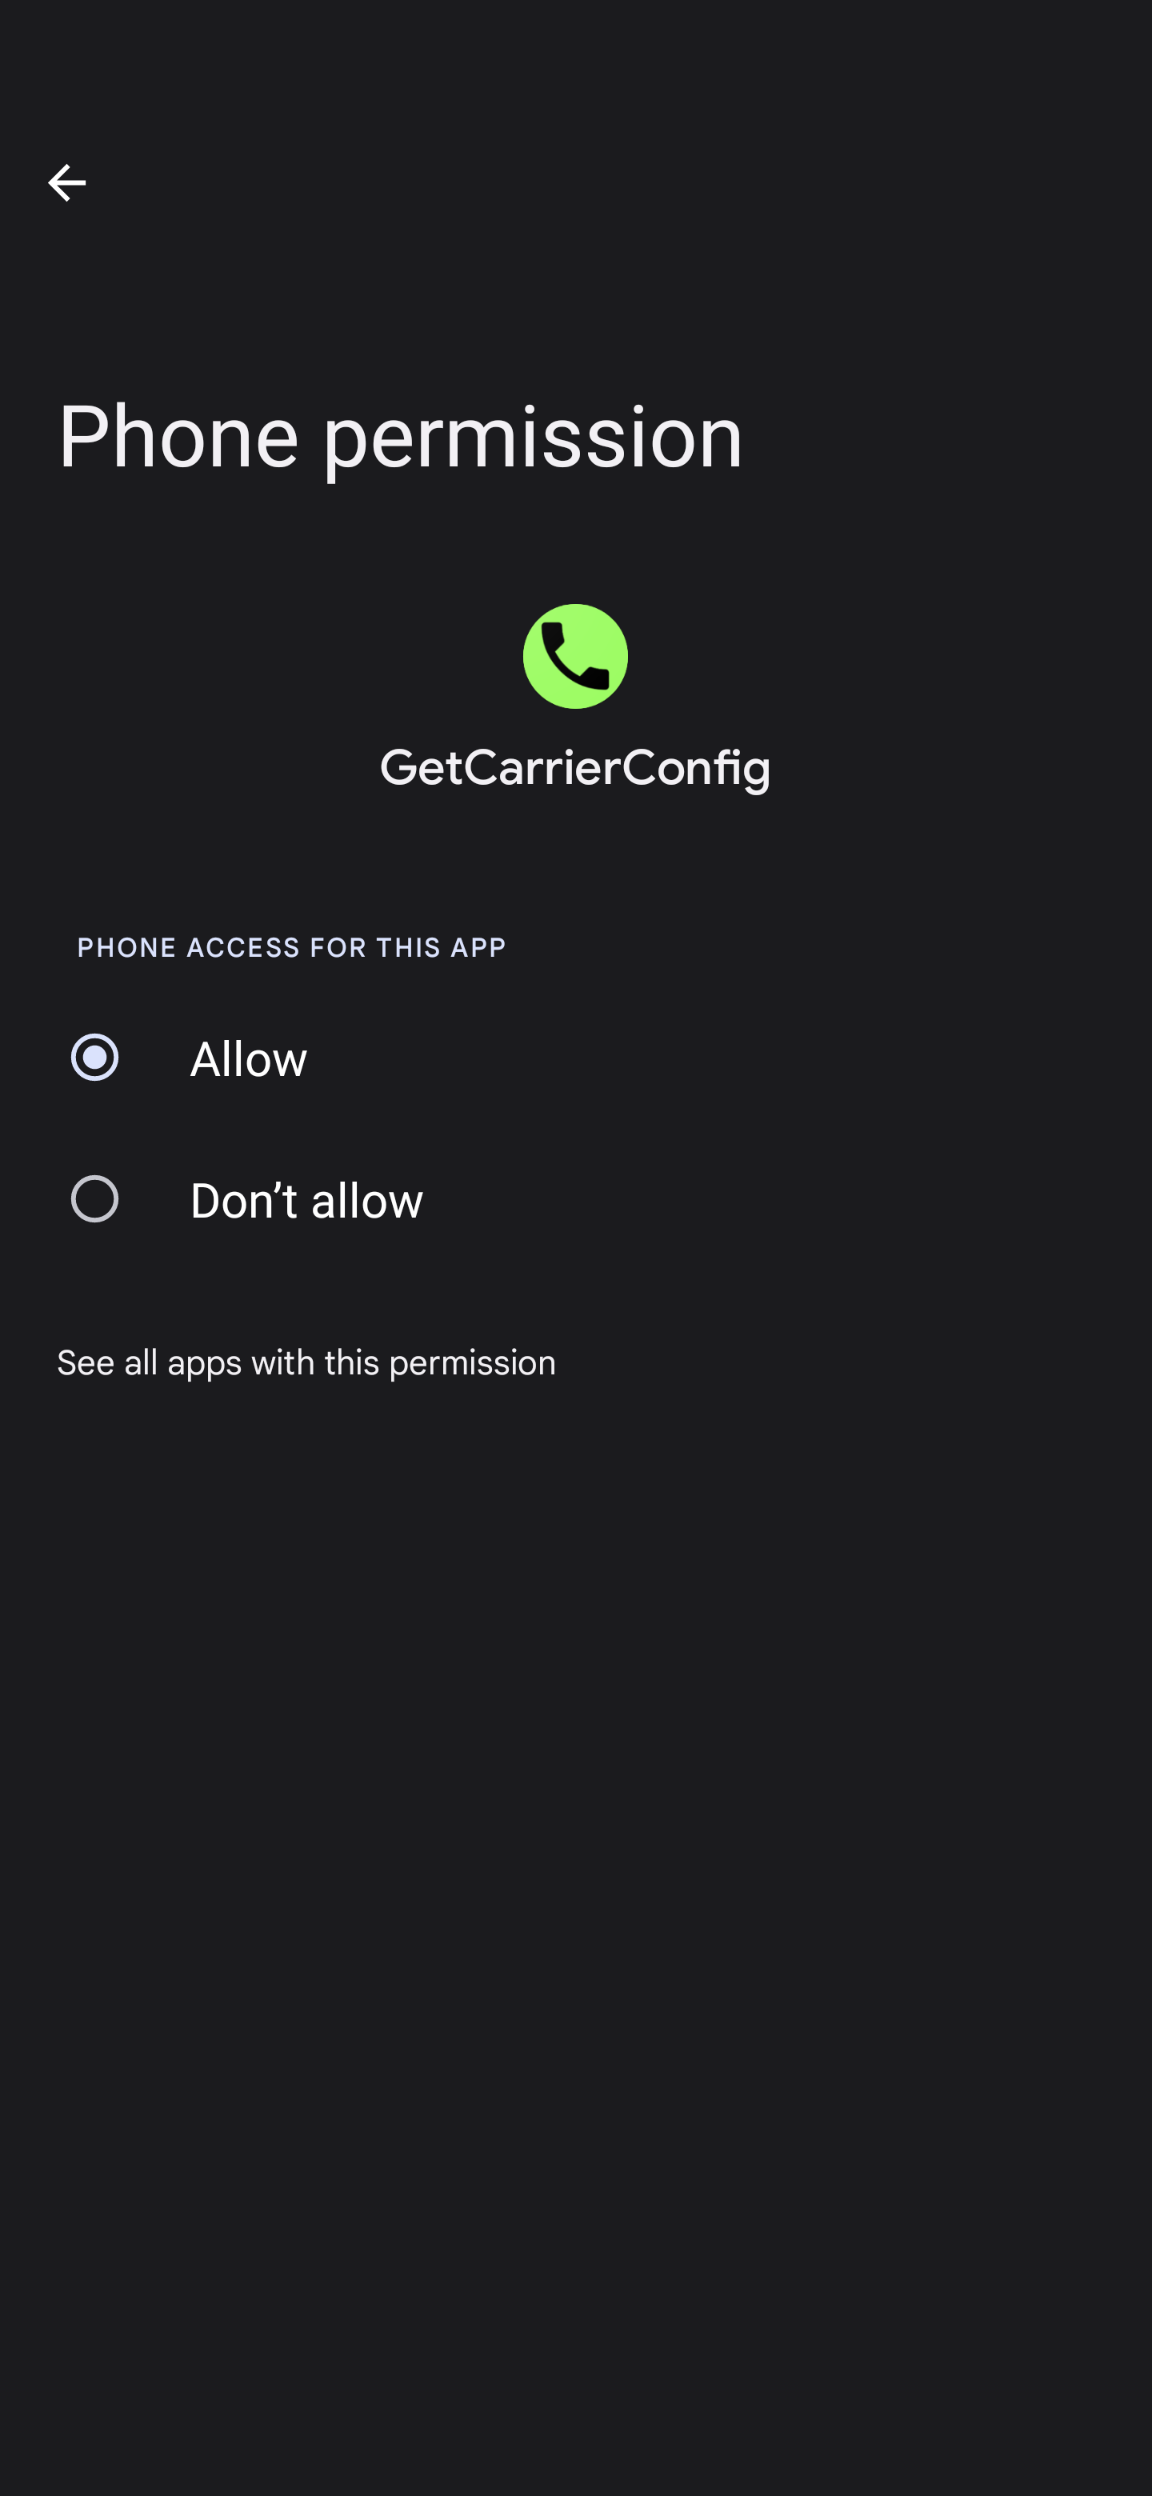 Phone permission
GetCarrierConfig
PHONE ACCESS FOR THIS APP
Allow
Don’t allow
See all apps with this permission